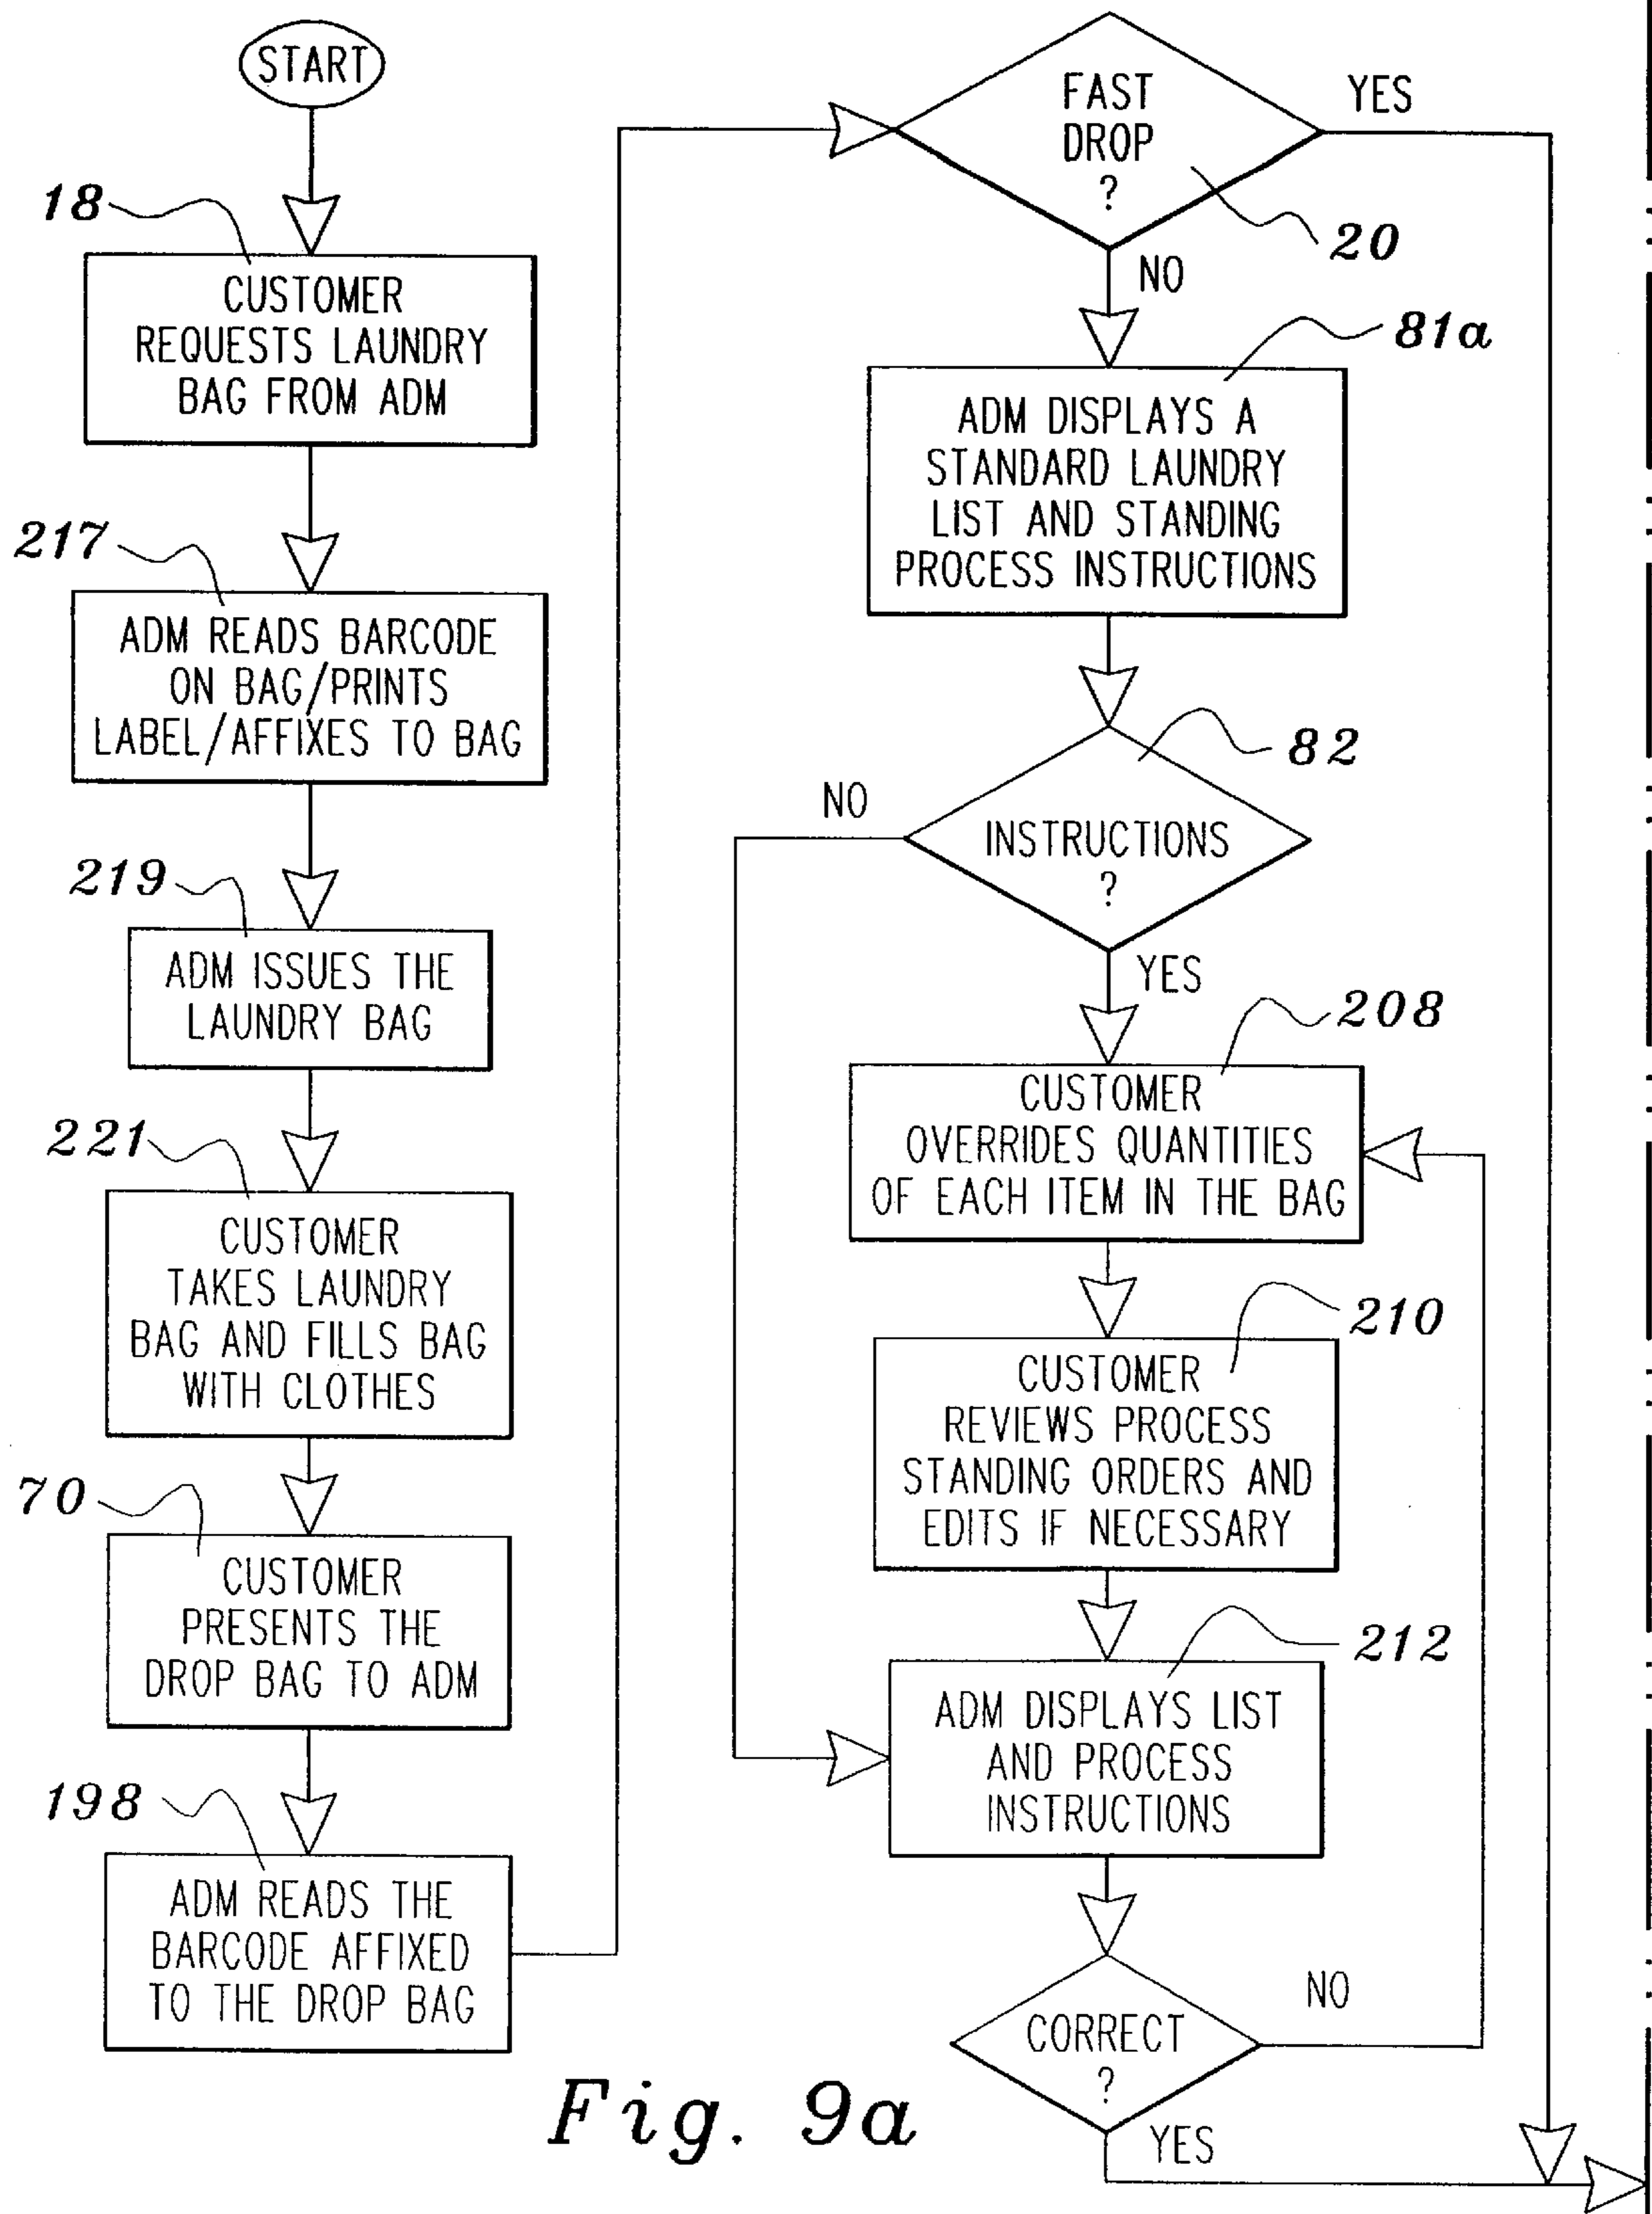 START
18
CUSTOMER
REQUESTS LAUNDRY
BAG FROM ADM
217
ADM READS BARCODE
ON BAG/PRINTS
LABEL/AFFIXES TO BAG
219
ADM ISSUES THE
LAUNDRY BAG
221
CUSTOMER
TAKES LAUNDRY
BAG AND FILLS BAG
WITH CLOTHES
70
CUSTOMER
PRESENTS THE
DROP BAG TO ADM
198
ADM READS THE
BARCODE AFFIXED
TO THE DROP BAG
FAST
DROP
?
YES
20
NO
81a
ADM DISPLAYS A
STANDARD LAUNDRY
LIST AND STANDING
PROCESS INSTRUCTIONS
82
NO
INSTRUCTIONS
?
YES
208
CUSTOMER
OVERRIDES QUANTITIES
OF EACH ITEM IN THE BAG
210
CUSTOMER
REVIEWS PROCESS
STANDING ORDERS AND
EDITS IF NECESSARY
212
ADM DISPLAYS LIST
AND PROCESS
INSTRUCTIONS
NO
CORRECT
?
YES
Fig. 9a